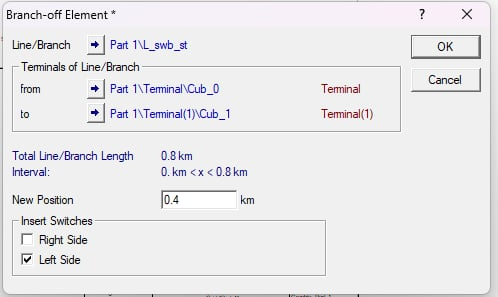 Branch-off Element *
? ×
Line/Branch Part 1\L_swb_st
OK
Terminals of Line/Branch
from Part 1\Terminal\Cub_0 Terminal
Cancel
to Part 1\Terminal(1)\Cub_1 Terminal(1)
Total Line/Branch Length 0.8 km
Interval: 0. km < x < 0.8 km
New Position 0.4 km
Insert Switches
Right Side
Left Side